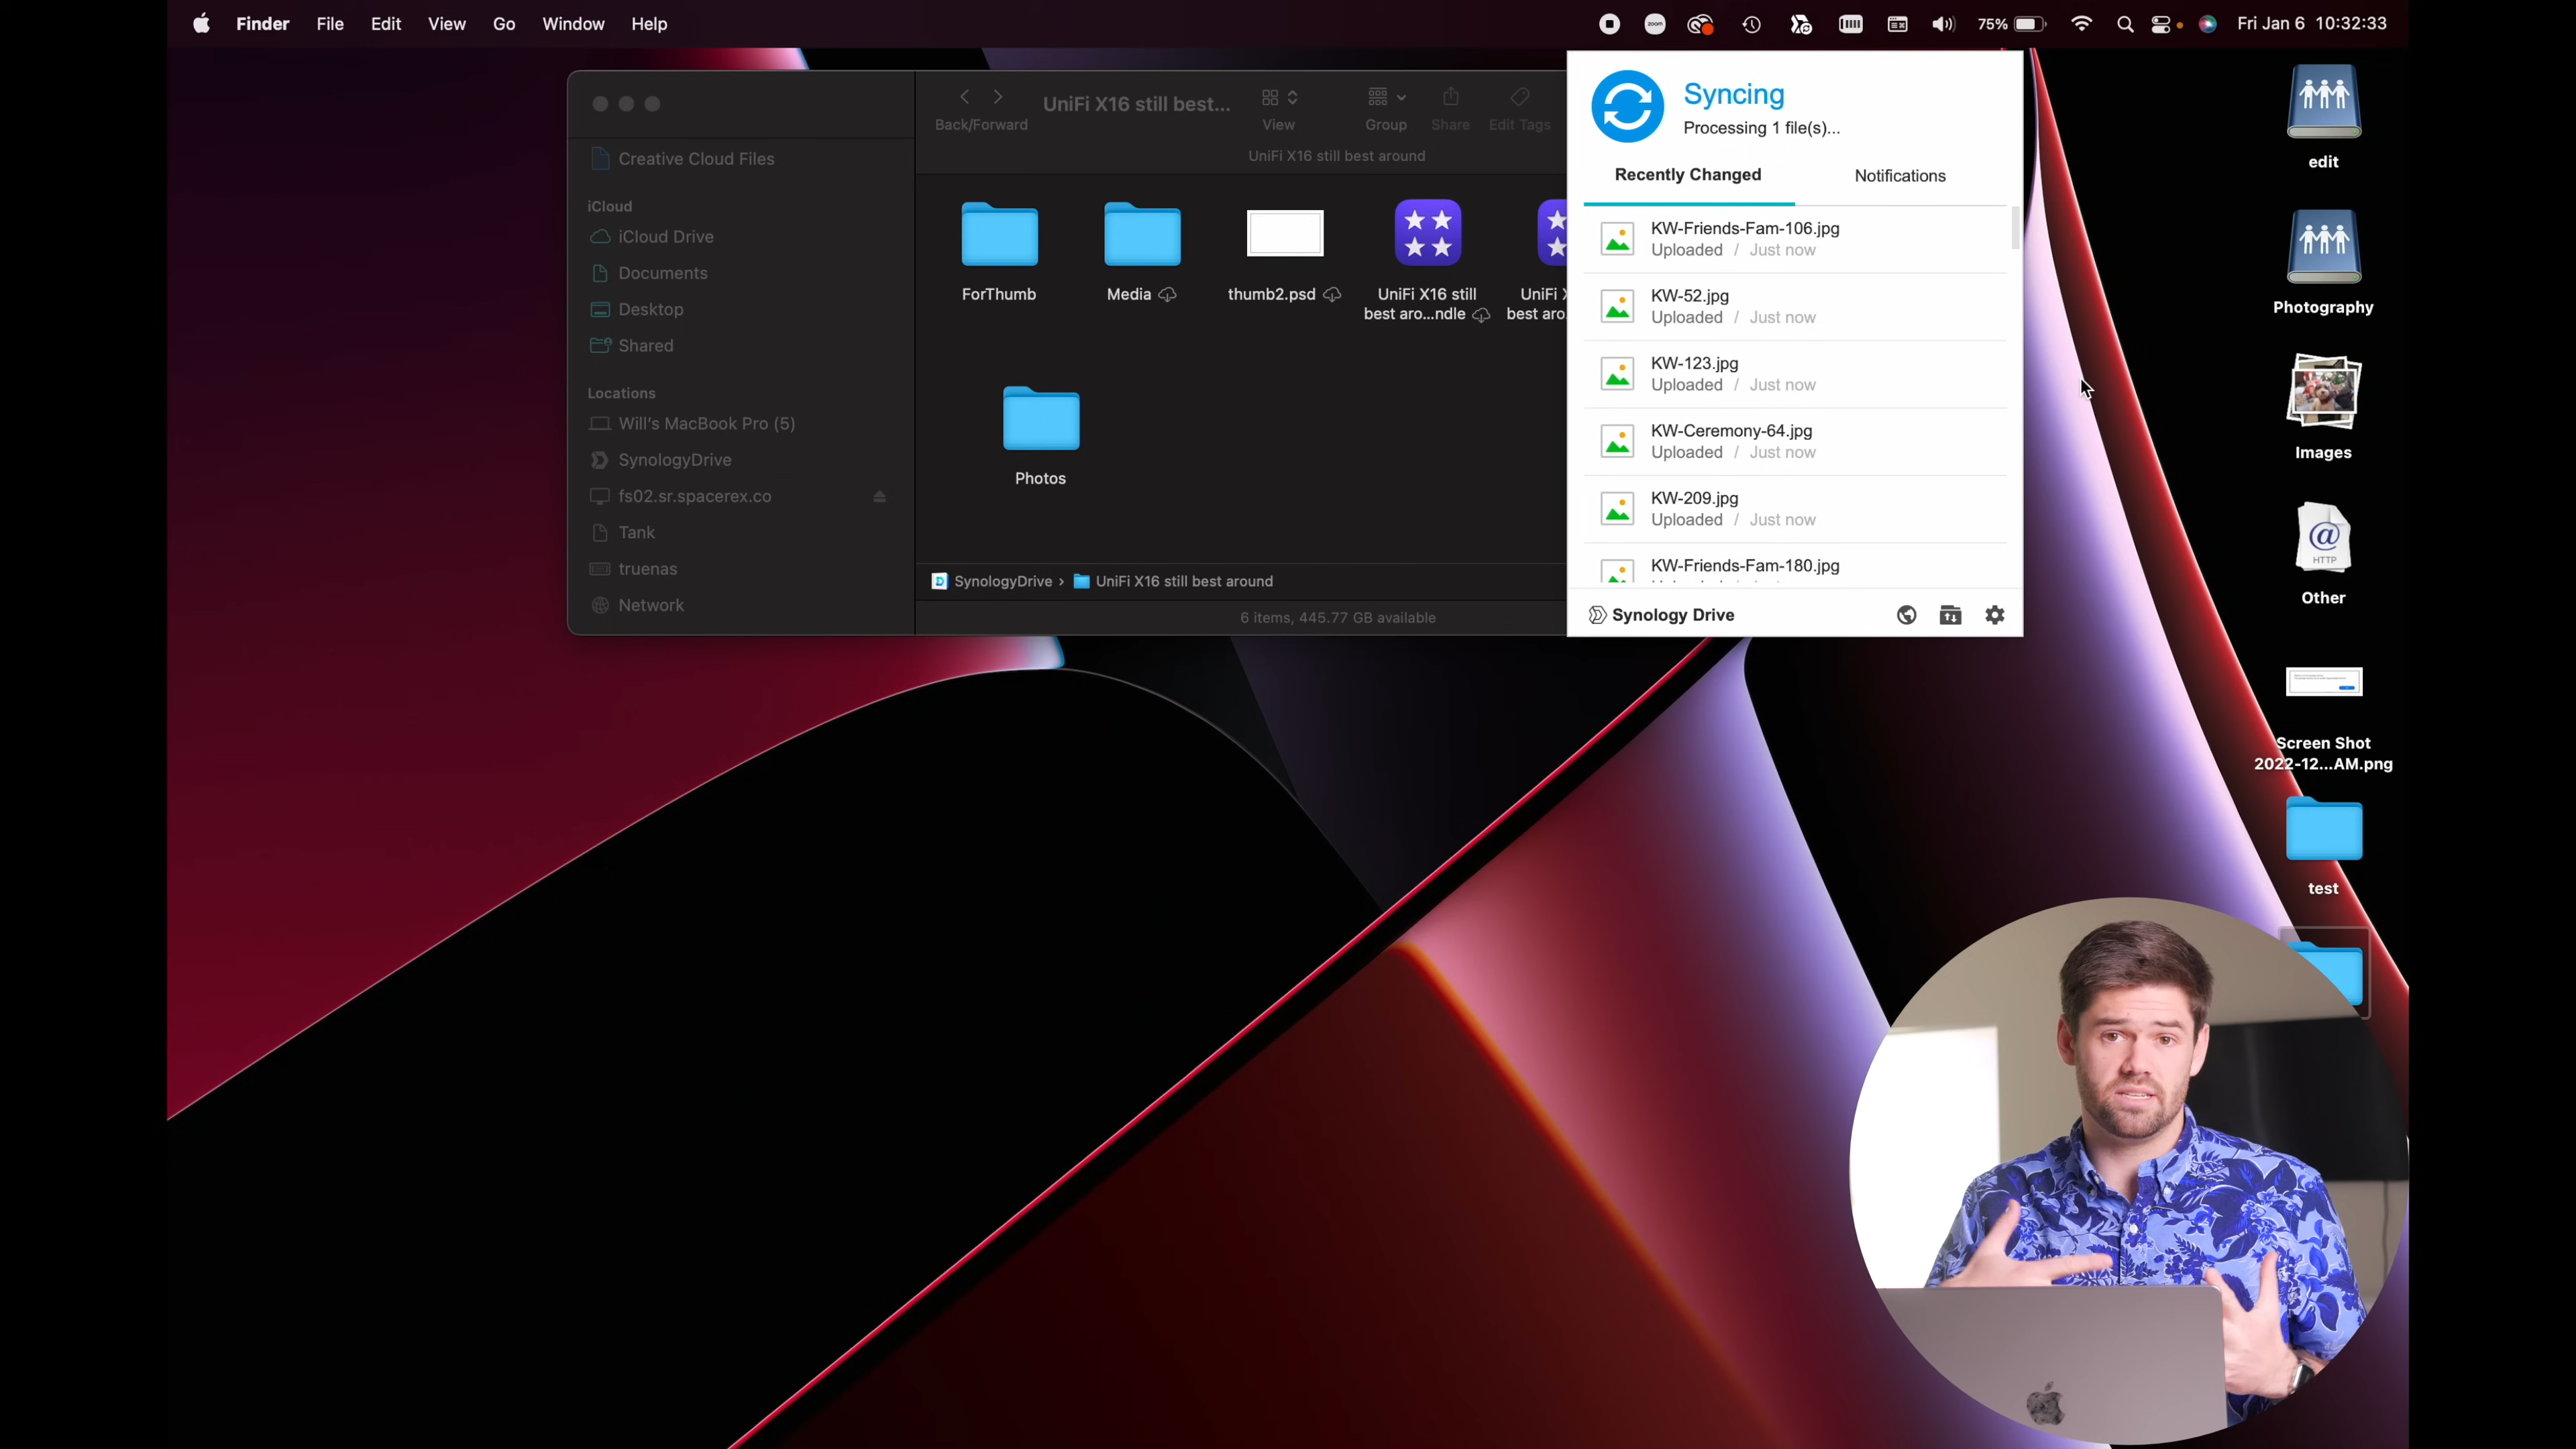 Finder File Edit View Go Window Help
zoom
75%
Fri Jan 6 10:32:33
Creative Cloud Files
iCloud
iCloud Drive
Documents
Desktop
Shared
Locations
Will's MacBook Pro (5)
SynologyDrive
fs02.sr.spacerex.co
Tank
truenas
Network
UniFi X16 still best...
Back/Forward
View
Group
Share
Edit Tags
UniFi X16 still best around
ForThumb
Media
thumb2.psd
UniFi X16 still
best aro...ndle
UniFi
best aro
Photos
SynologyDrive › UniFi X16 still best around
6 items, 445.77 GB available
Syncing
Processing 1 file(s)...
Recently Changed
Notifications
KW-Friends-Fam-106.jpg
Uploaded / Just now
KW-52.jpg
Uploaded / Just now
KW-123.jpg
Uploaded / Just now
KW-Ceremony-64.jpg
Uploaded / Just now
KW-209.jpg
Uploaded / Just now
KW-Friends-Fam-180.jpg
Synology Drive
edit
Photography
Images
@
HTTP
Other
Screen Shot
2022-12...AM.png
test